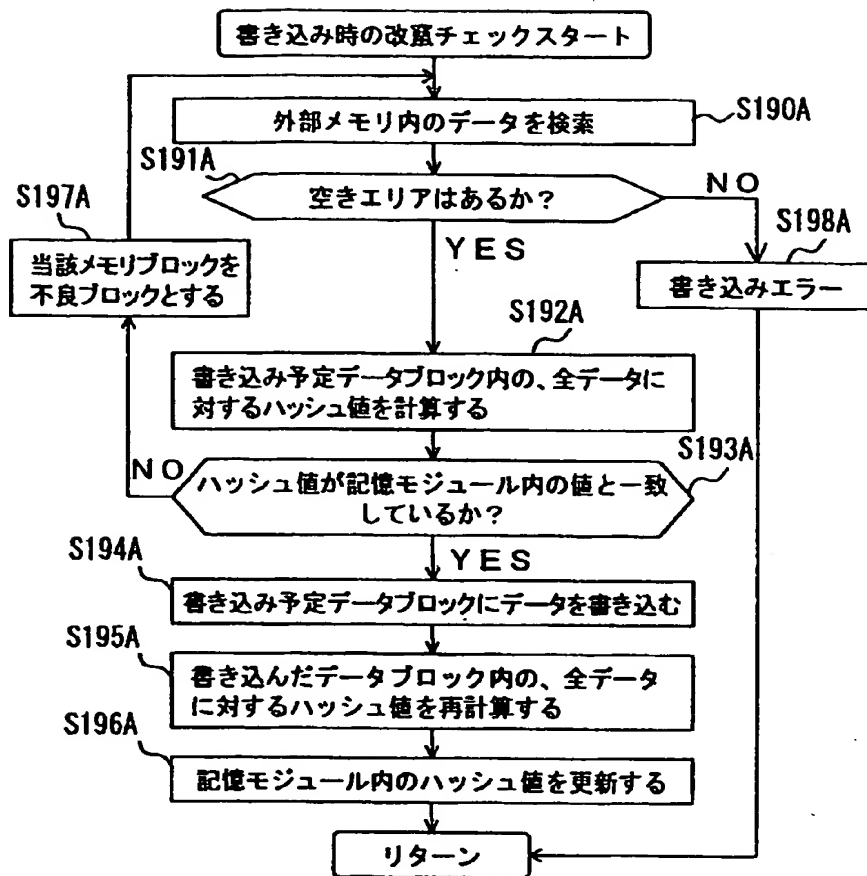 書き込み時の改竄チェックスタート
外部メモリ内のデータを検索
S190A
S191A
空きエリアはあるか?
NO
S197A
YES
S198A
当該メモリブロックを
不良ブロックとする
書き込みエラー
S192A
書き込み予定データブロック内の、全データに
対するハッシュ値を計算する
S193A
NO
ハッシュ値が記憶モジュール内の値と一致
しているか?
S194A
YES
書き込み予定データブロックにデータを書き込む
S195A
書き込んだデータブロック内の、全データ
に対するハッシュ値を再計算する
S196A
記憶モジュール内のハッシュ値を更新する
リターン